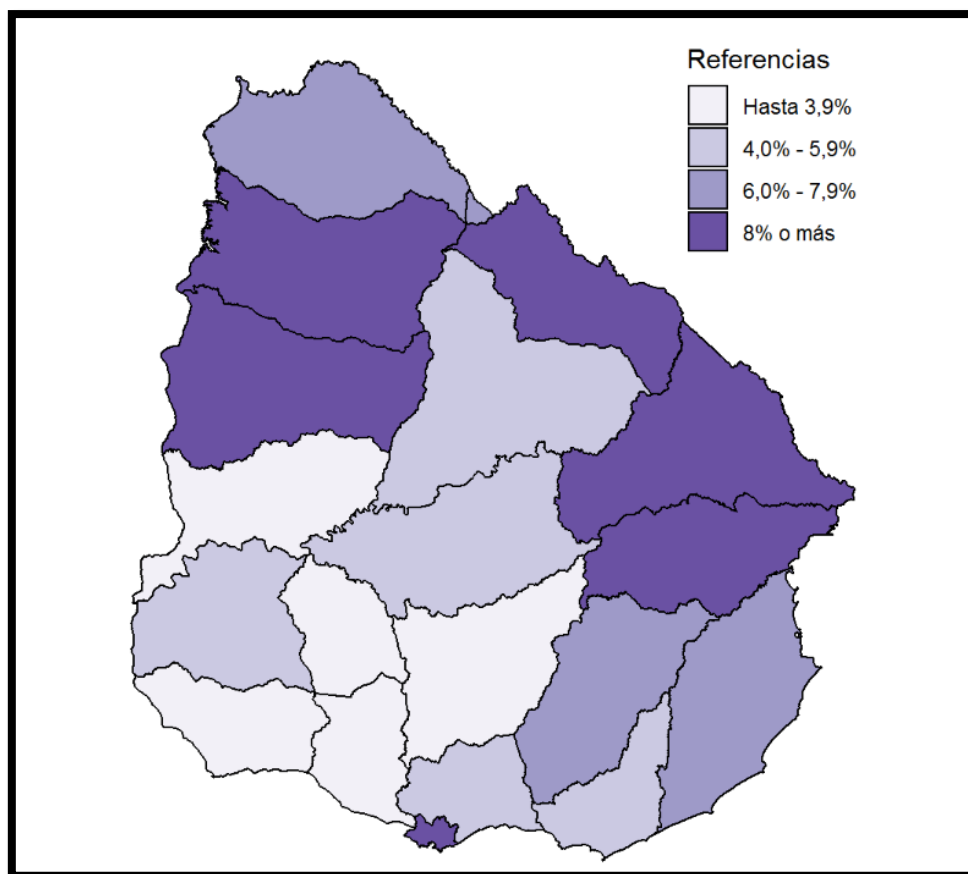 Referencias
Hasta 3,9%
4,0% - 5,9%
6,0% - 7,9%
8% o más